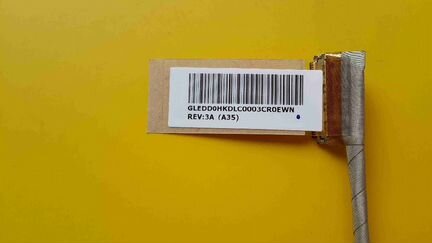 GLEDD0HKDLC0003CR0EWN
REV:3A (A35)